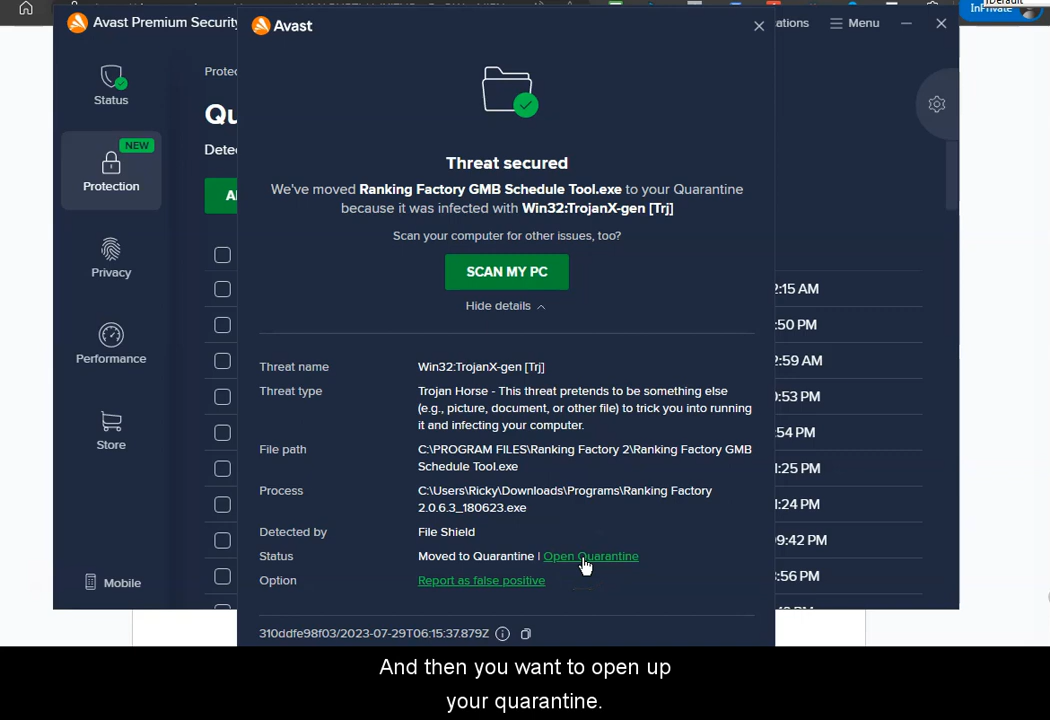 Default
InPrivate
Avast Premium Security
Avast
ations
Menu
Status
Protec
Qu
Detec
NEW
Protection
Al
Threat secured
We've moved Ranking Factory GMB Schedule Tool.exe to your Quarantine
because it was infected with Win32:TrojanX-gen [Trj]
Scan your computer for other issues, too?
SCAN MY PC
Hide details
Privacy
Performance
Store
Mobile
:15 AM
:50 PM
:59 AM
:53 PM
:54 PM
:25 PM
:24 PM
9:42 PM
:56 PM
Threat name
Win32:TrojanX-gen [Trj]
Threat type
Trojan Horse - This threat pretends to be something else
(e.g., picture, document, or other file) to trick you into running
it and infecting your computer.
File path
C:\PROGRAM FILES\Ranking Factory 2\Ranking Factory GMB
Schedule Tool.exe
Process
C:\Users\Ricky\Downloads\Programs\Ranking Factory
2.0.6.3_180623.exe
Detected by
File Shield
Status
Moved to Quarantine | Open Quarantine
Option
Report as false positive
310ddfe98f03/2023-07-29T06:15:37.879Z
And then you want to open up
your quarantine.